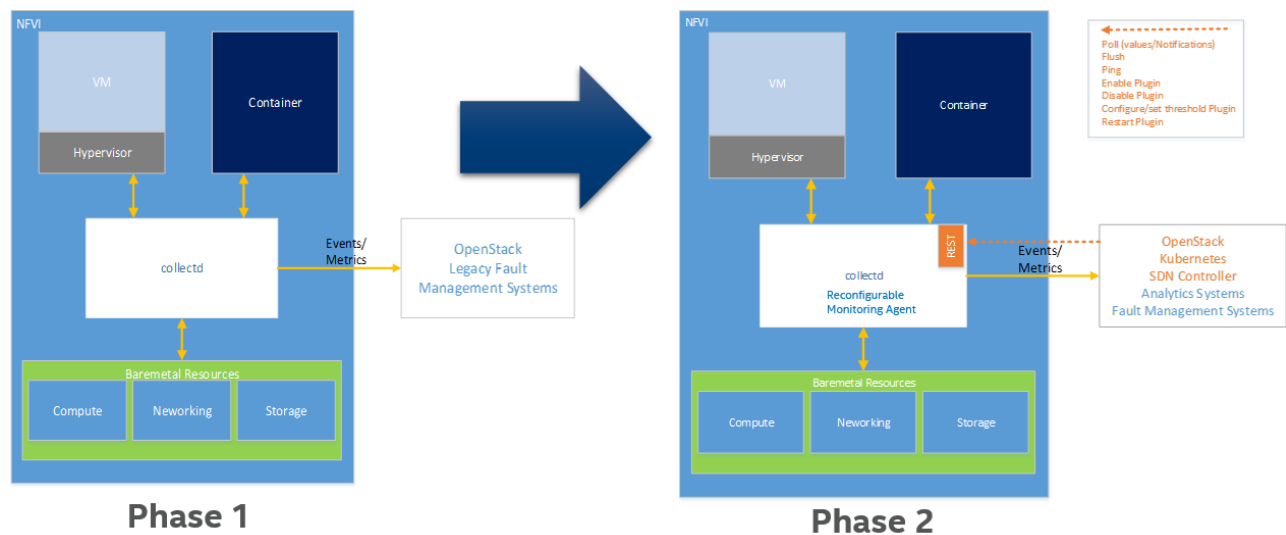 NFVI
VM
Hypervisor
Container
collectd
Events/
Metrics
OpenStack
Legacy Fault
Management Systems
Baremetal Resources
Compute
Neworking
Storage
Phase 1
NFVI
VM
Hypervisor
Container
REST
collectd
Reconfigurable
Monitoring Agent
Events/
Metrics
OpenStack
Kubernetes
SDN Controller
Analytics Systems
Fault Management Systems
Baremetal Resources
Compute
Neworking
Storage
Phase 2
Poll (values/Notifications)
Flush
Ping
Enable Plugin
Disable Plugin
Configure/set threshold Plugin
Restart Plugin